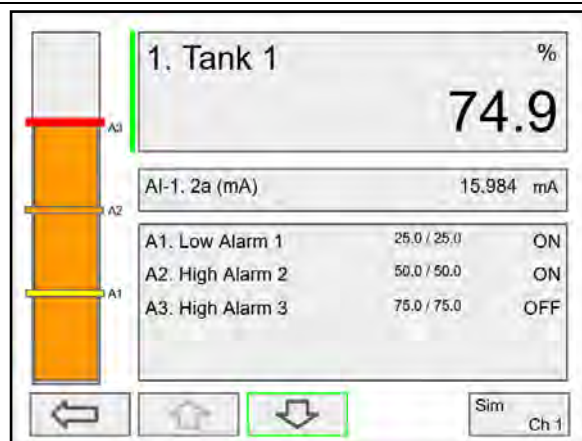 1. Tank 1 %
74.9
A3
AI-1. 2a (mA) 15.984 mA
A2
A1. Low Alarm 1 25.0 / 25.0 ON
A2. High Alarm 2 50.0 / 50.0 ON
A1
A3. High Alarm 3 75.0 / 75.0 OFF
Sim
Ch 1